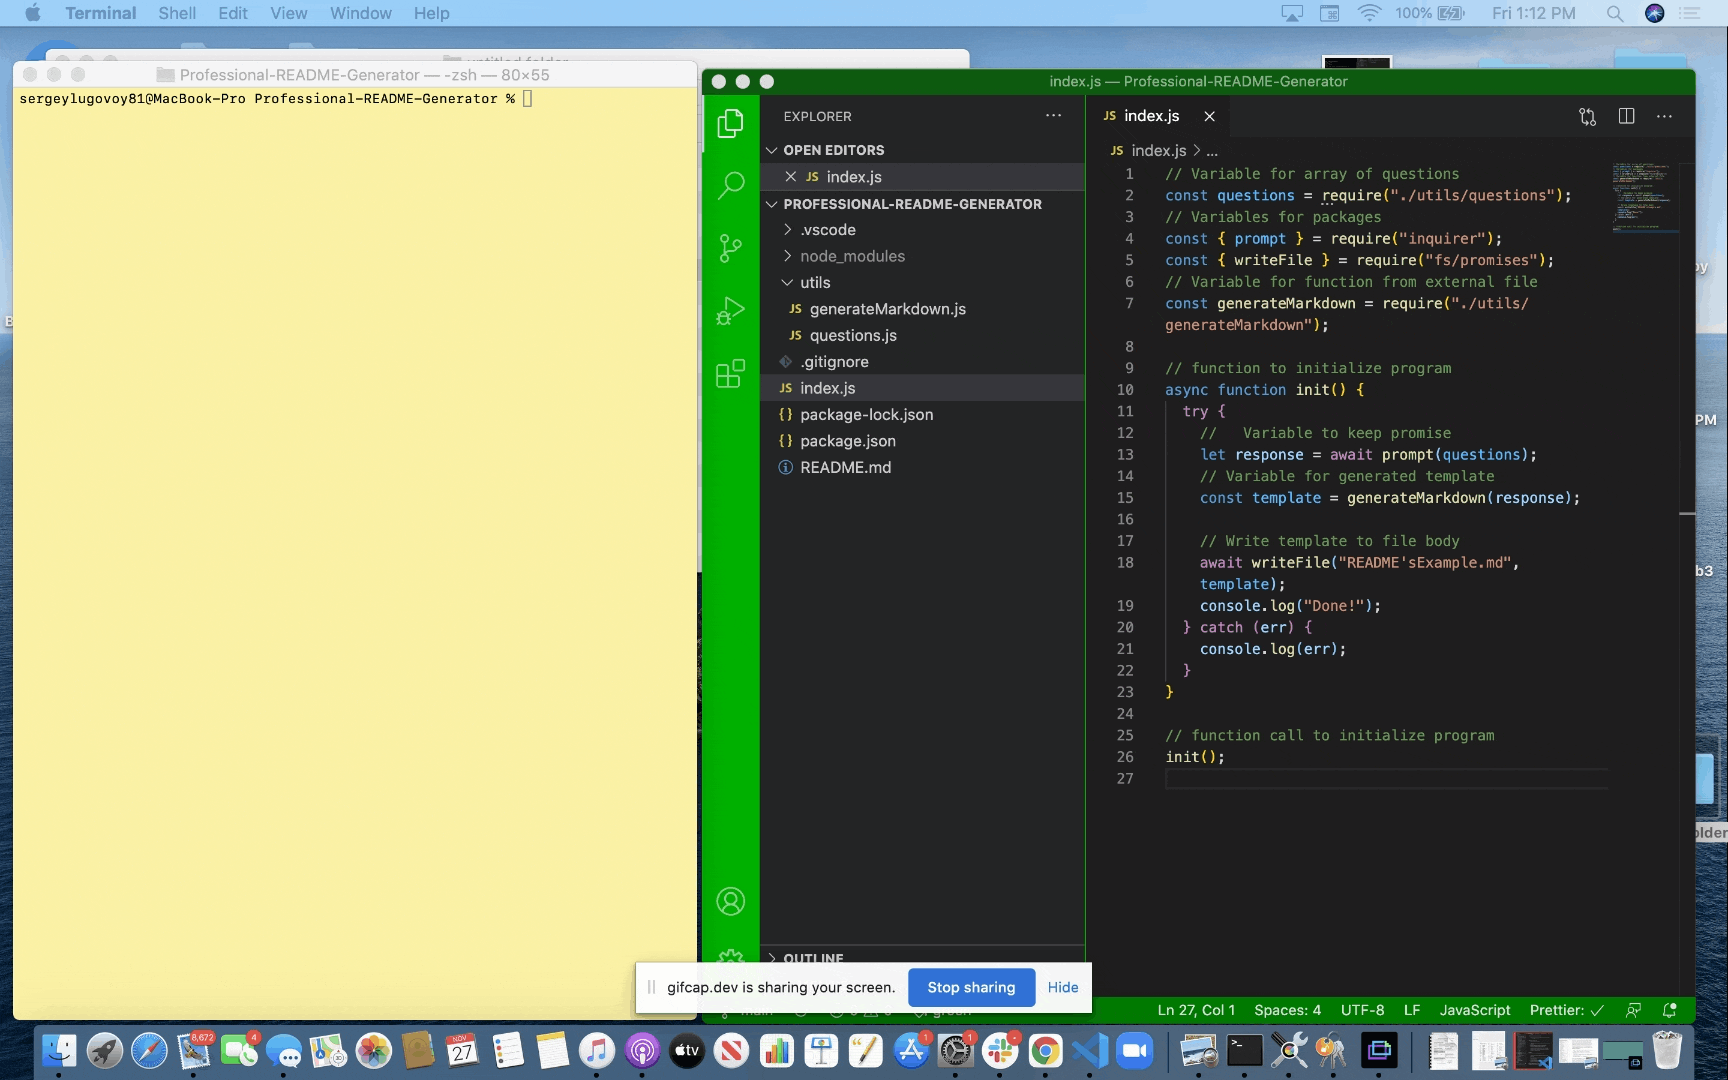 Terminal Shell Edit View Window Help 100% Fri 1:12 PM
Professional-README-Generator — -zsh — 80×55
sergeylugovoy81@MacBook-Pro Professional-README-Generator %
index.js — Professional-README-Generator
EXPLORER
OPEN EDITORS
JS index.js
PROFESSIONAL-README-GENERATOR
.vscode
node_modules
utils
JS generateMarkdown.js
JS questions.js
.gitignore
JS index.js
{} package-lock.json
{} package.json
README.md
OUTLINE
JS index.js
JS index.js > ...
1 // Variable for array of questions
2 const questions = require("./utils/questions");
3 // Variables for packages
4 const { prompt } = require("inquirer");
5 const { writeFile } = require("fs/promises");
6 // Variable for function from external file
7 const generateMarkdown = require("./utils/
generateMarkdown");
8
9 // function to initialize program
10 async function init() {
11 try {
12 //   Variable to keep promise
13 let response = await prompt(questions);
14 // Variable for generated template
15 const template = generateMarkdown(response);
16
17 // Write template to file body
18 await writeFile("README'sExample.md",
template);
19 console.log("Done!");
20 } catch (err) {
21 console.log(err);
22 }
23 }
24
25 // function call to initialize program
26 init();
27
PM
b3
older
gifcap.dev is sharing your screen. Stop sharing Hide
Ln 27, Col 1 Spaces: 4 UTF-8 LF JavaScript Prettier: ✓
8,672
4
NOV
27
tv
1
1